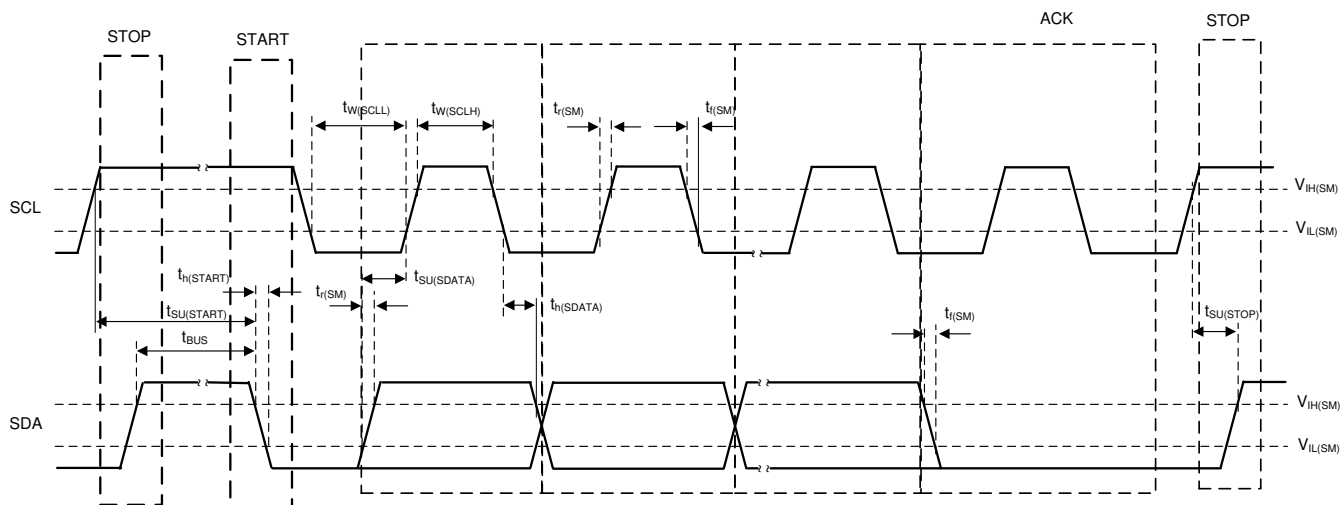 STOP
START
ACK
STOP
tW(SCLL)
tW(SCLH)
tr(SM)
tf(SM)
SCL
VIH(SM)
VIL(SM)
th(START)
tSU(START)
tBUS
tr(SM)
tSU(SDATA)
th(SDATA)
tf(SM)
tSU(STOP)
SDA
VIH(SM)
VIL(SM)